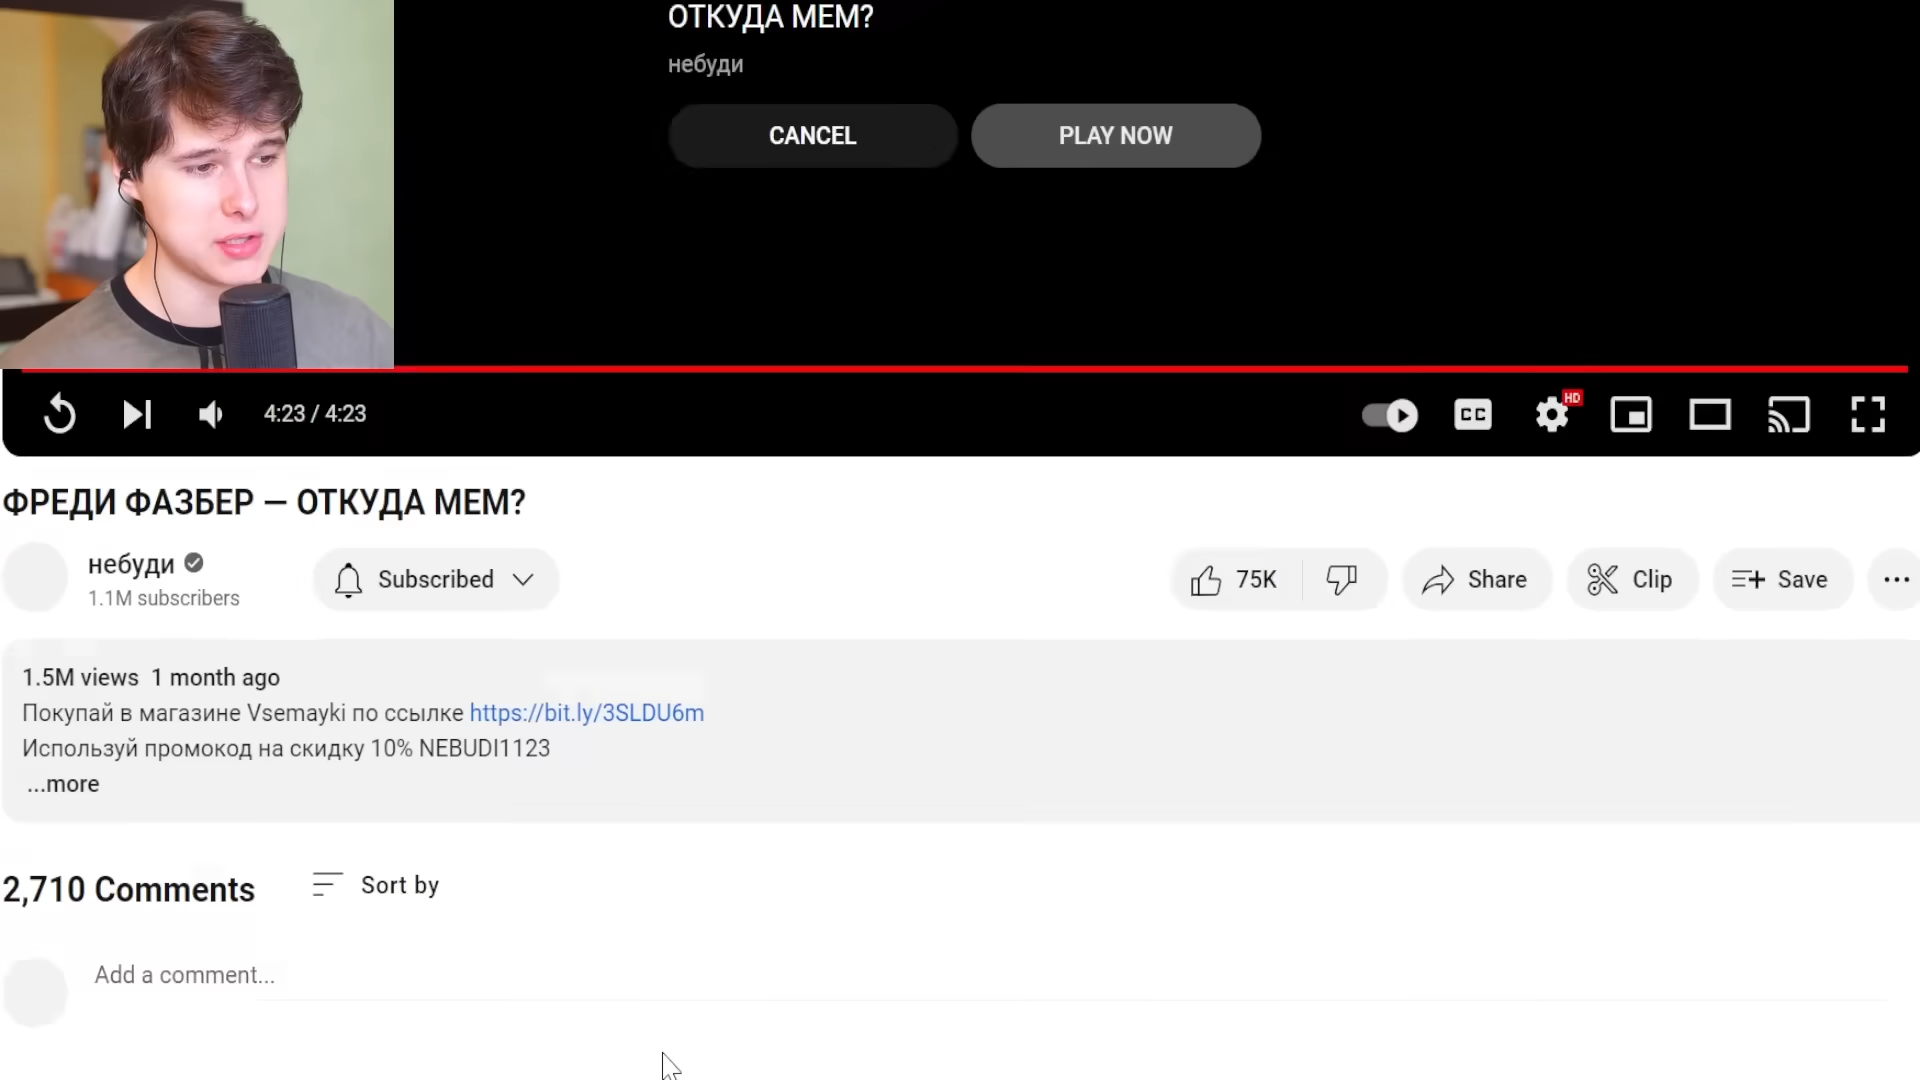 ОТКУДА МЕМ?
небуди
CANCEL
PLAY NOW
4:23 / 4:23
CC
HD
ФРЕДИ ФАЗБЕР — ОТКУДА МЕМ?
небуди
1.1M subscribers
Subscribed
75K
Share
Clip
Save
1.5M views 1 month ago
Покупай в магазине Vsemayki по ссылке https://bit.ly/3SLDU6m
Используй промокод на скидку 10% NEBUDI1123
...more
2,710 Comments
Sort by
Add a comment...